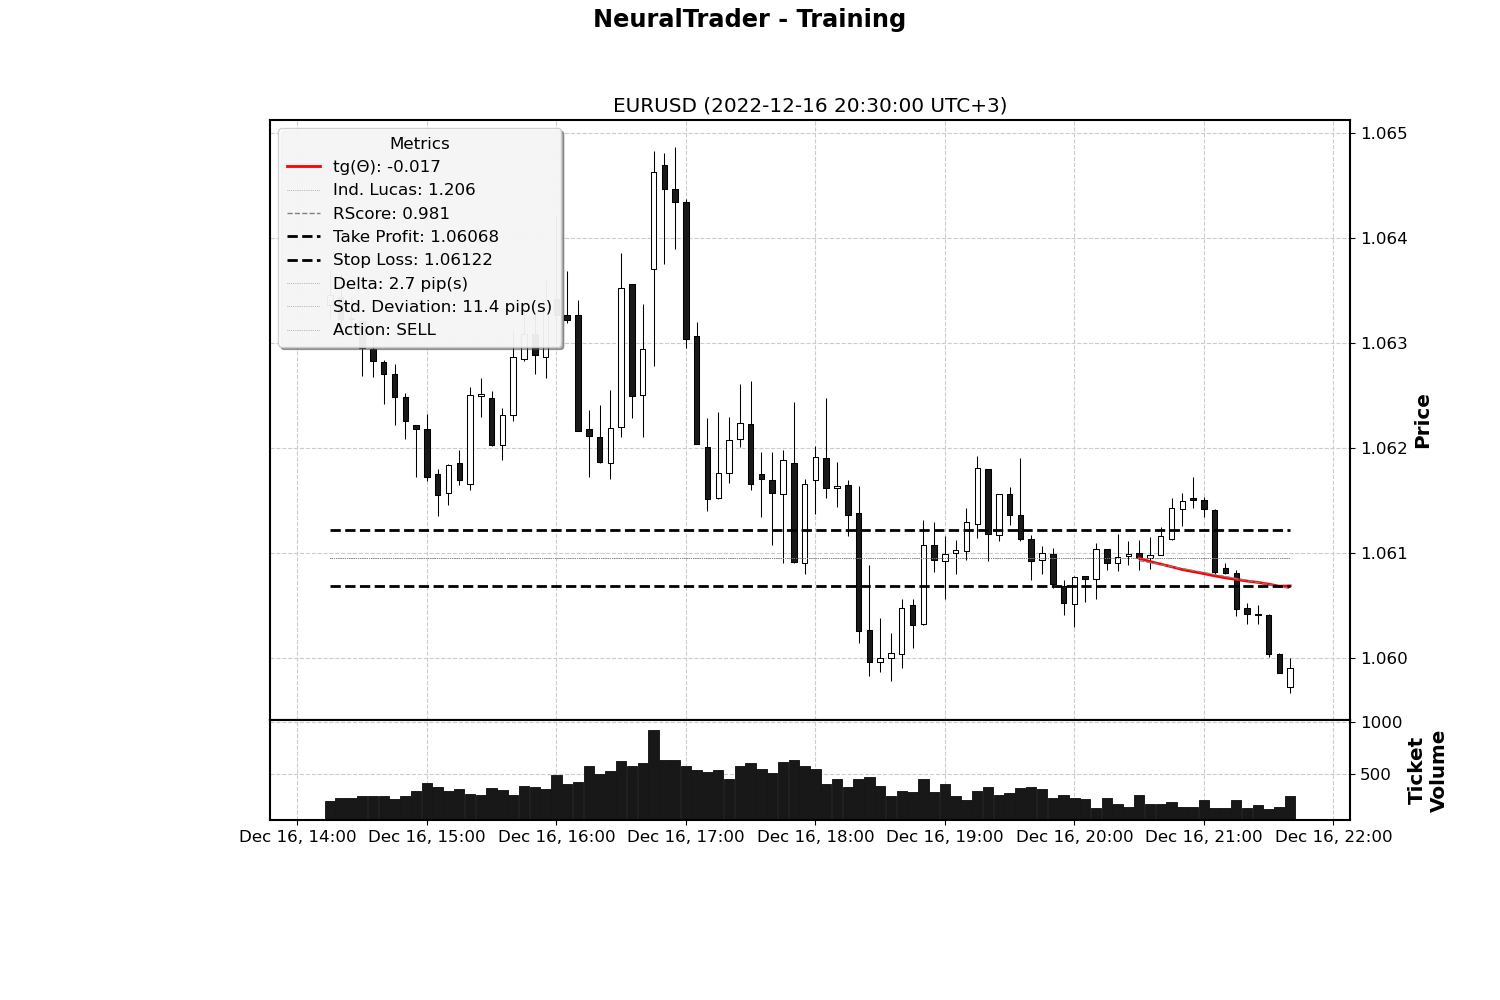 NeuralTrader - Training
EURUSD (2022-12-16 20:30:00 UTC+3)
Metrics
tg(Θ): -0.017
Ind. Lucas: 1.206
RScore: 0.981
Take Profit: 1.06068
Stop Loss: 1.06122
Delta: 2.7 pip(s)
Std. Deviation: 11.4 pip(s)
Action: SELL
1.065
1.064
1.063
1.062
1.061
1.060
Price
1000
500
Ticket
Volume
Dec 16, 14:00 Dec 16, 15:00 Dec 16, 16:00 Dec 16, 17:00 Dec 16, 18:00 Dec 16, 19:00 Dec 16, 20:00 Dec 16, 21:00 Dec 16, 22:00